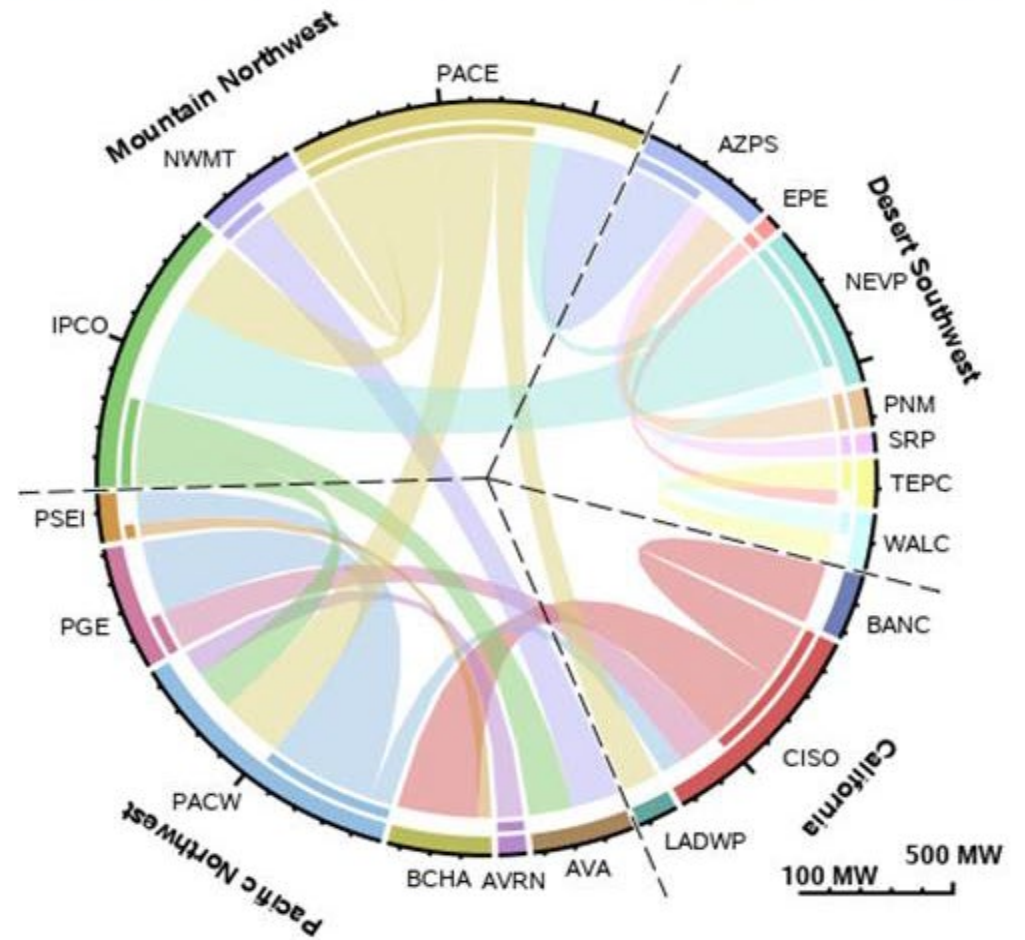 Mountain Northwest
PACE
NWMT
AZPS
EPE
Desert Southwest
NEVP
IPCO
PNM
SRP
TEPC
PSEI
WALC
PGE
BANC
CISO
California
PACW
Pacific Northwest
LADWP
BCHA AVRN AVA
100 MW 500 MW